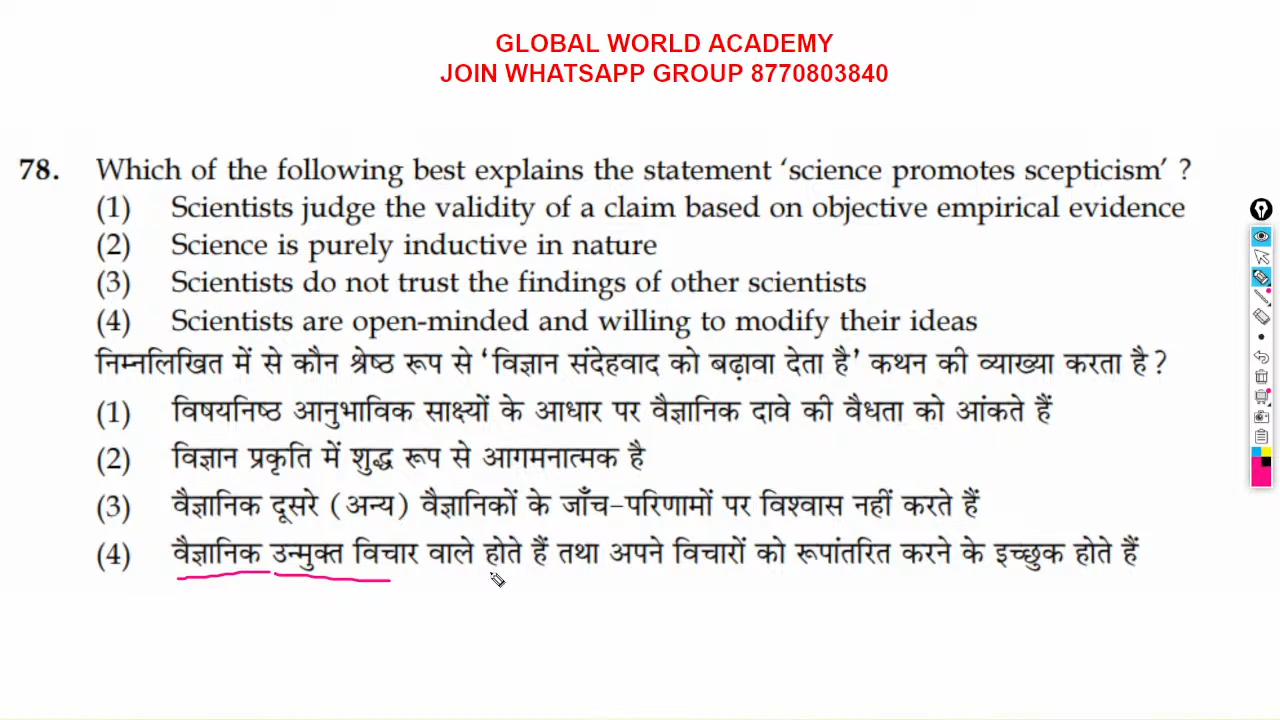 GLOBAL WORLD ACADEMY
JOIN WHATSAPP GROUP 8770803840
78. Which of the following best explains the statement ‘science promotes scepticism’ ?
(1) Scientists judge the validity of a claim based on objective empirical evidence
(2) Science is purely inductive in nature
(3) Scientists do not trust the findings of other scientists
(4) Scientists are open-minded and willing to modify their ideas
निम्नलिखित में से कौन श्रेष्ठ रूप से ‘विज्ञान संदेहवाद को बढ़ावा देता है’ कथन की व्याख्या करता है ?
(1) विषयनिष्ठ आनुभाविक साक्ष्यों के आधार पर वैज्ञानिक दावे की वैधता को आंकते हैं
(2) विज्ञान प्रकृति में शुद्ध रूप से आगमनात्मक है
(3) वैज्ञानिक दूसरे (अन्य) वैज्ञानिकों के जाँच-परिणामों पर विश्वास नहीं करते हैं
(4) वैज्ञानिक उन्मुक्त विचार वाले होते हैं तथा अपने विचारों को रूपांतरित करने के इच्छुक होते हैं